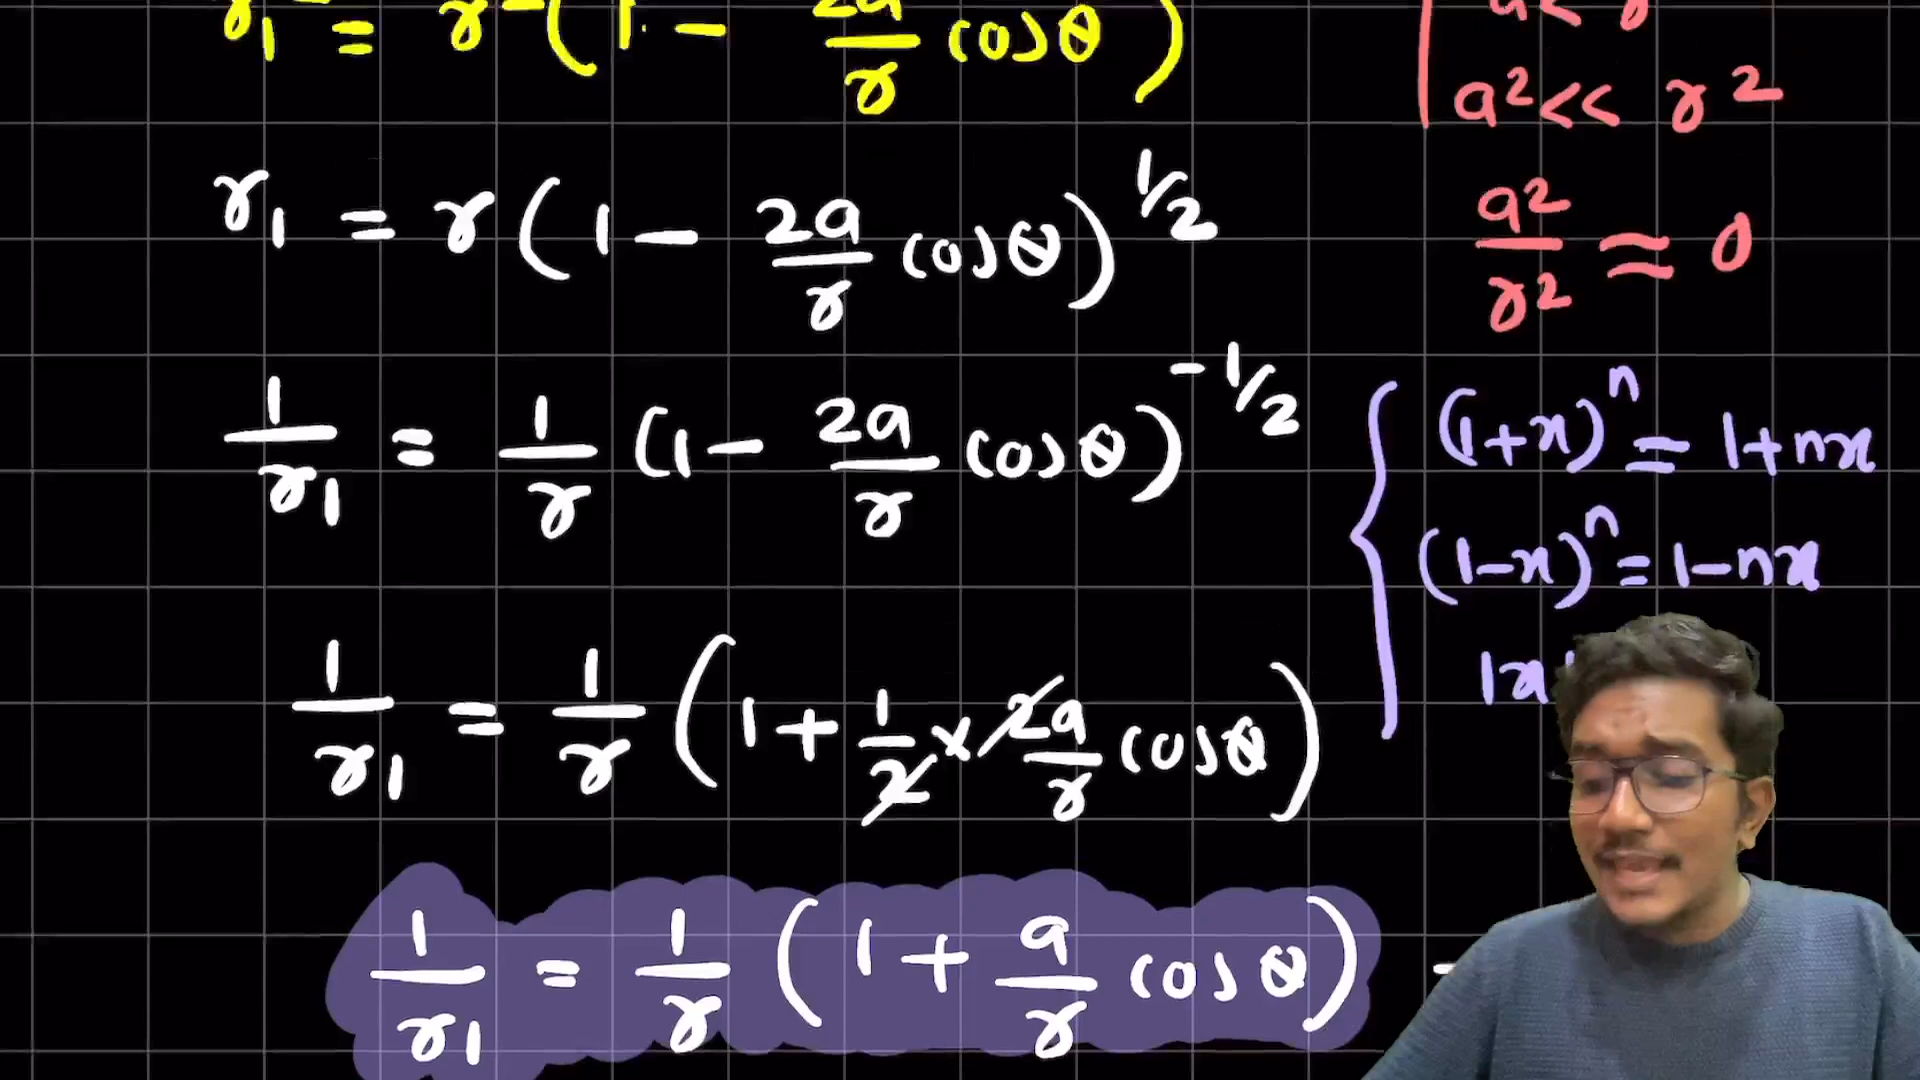 r₁² = r²(1 - 2a/r cosθ)
a < r
a² << r²
r₁ = r(1 - 2a/r cosθ)^1/2
a²/r² ≈ 0
1/r₁ = 1/r (1 - 2a/r cosθ)^-1/2
(1+x)ⁿ = 1+nx
(1-x)ⁿ = 1-nx
|x|
1/r₁ = 1/r (1 + 1/2 x 2a/r cosθ)
1/r₁ = 1/r (1 + a/r cosθ) -